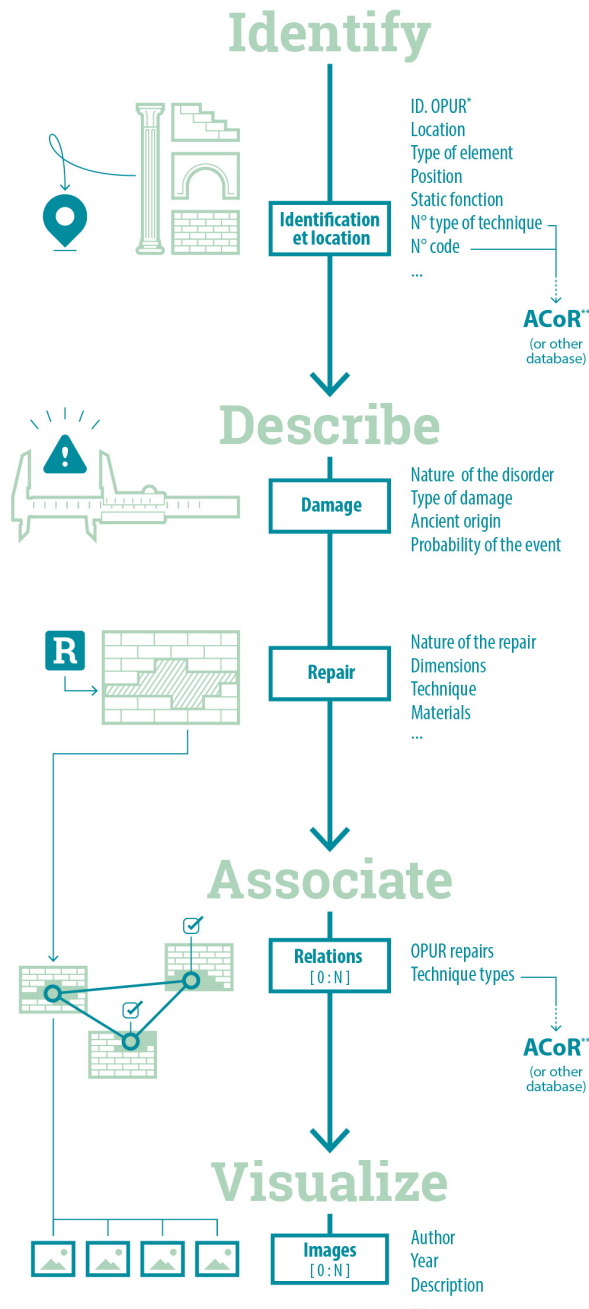 Identify
ID. OPUR*
Location
Type of element
Position
Static fonction
N° type of technique
N° code
...
Identification
et location
ACoR**
(or other
database)
Describe
Damage
Nature of the disorder
Type of damage
Ancient origin
Probability of the event
R
Repair
Nature of the repair
Dimensions
Technique
Materials
...
Associate
Relations
[ 0 : N ]
OPUR repairs
Technique types
ACoR**
(or other
database)
Visualize
Images
[ 0 : N ]
Author
Year
Description
...